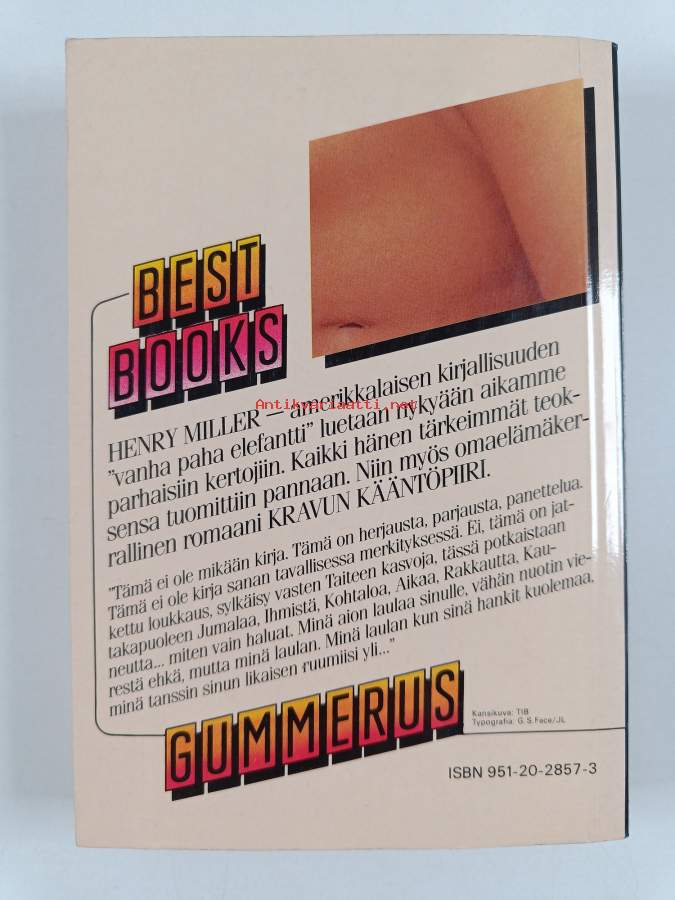 BEST
BOOKS
HENRY MILLER — amerikkalaisen kirjallisuuden
"vanha paha elefantti" luetaan nykyään aikamme
parhaisiin kertojiin. Kaikki hänen tärkeimmät teok-
sensa tuomittiin pannaan. Niin myös omaelämäker-
rallinen romaani KRAVUN KÄÄNTÖPIIRI.
"Tämä ei ole mikään kirja. Tämä on herjausta, parjausta, panettelua.
Tämä ei ole kirja sanan tavallisessa merkityksessä. Ei, tämä on jat-
kettu loukkaus, sylkäisy vasten Taiteen kasvoja, tässä potkaistaan
takapuoleen Jumalaa, Ihmistä, Kohtaloa, Aikaa, Rakkautta, Kau-
neutta... miten vain haluat. Minä aion laulaa sinulle, vähän nuotin vie-
restä ehkä, mutta minä laulan. Minä laulan kun sinä hankit kuolemaa,
minä tanssin sinun likaisen ruumiisi yli..."
GUMMERUS
Kansikuva: TIB
Typografia: G.S.Face/JL
ISBN 951-20-2857-3
Antikvariaatti.net